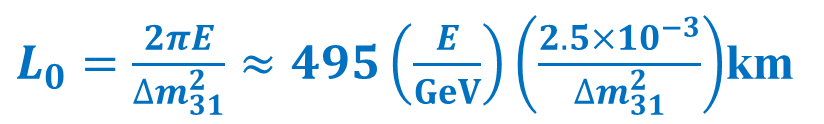 L₀ = 2πE / Δm²₃₁ ≈ 495 (E / GeV) (2.5×10⁻³ / Δm²₃₁) km